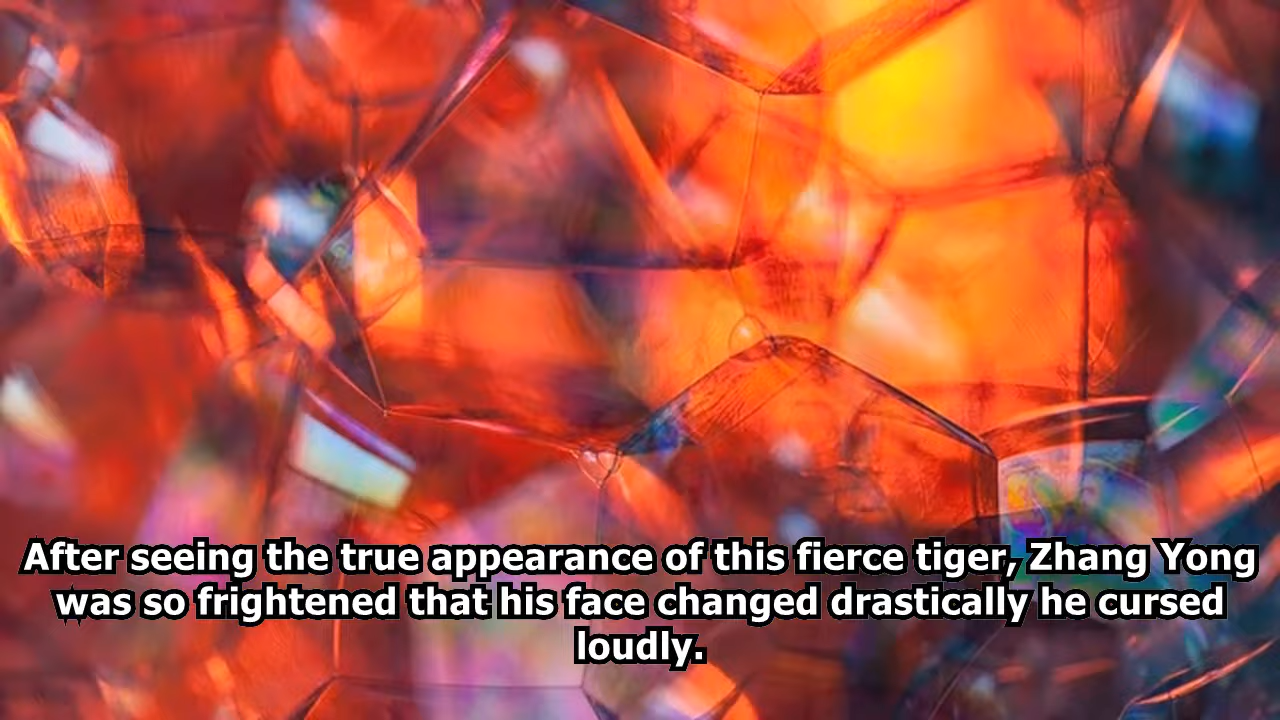 After seeing the true appearance of this fierce tiger, Zhang Yong
was so frightened that his face changed drastically he cursed
loudly.